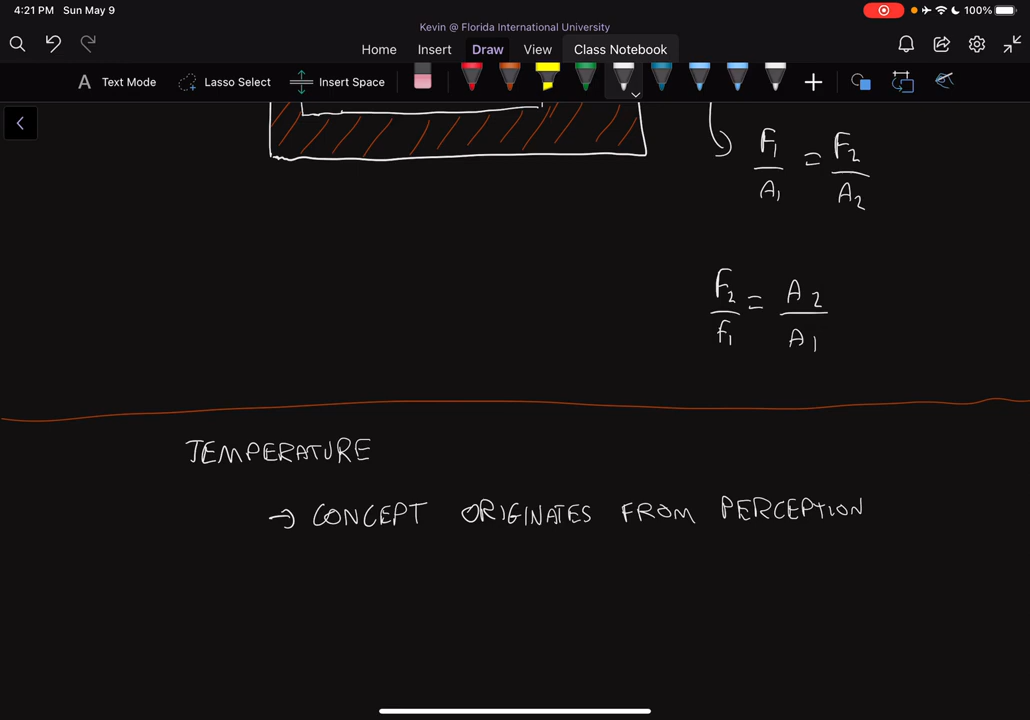 4:21 PM Sun May 9 100%
Kevin @ Florida International University
Home Insert Draw View Class Notebook
A Text Mode Lasso Select Insert Space
F₁/A₁ = F₂/A₂
F₂/F₁ = A₂/A₁
TEMPERATURE
→ CONCEPT ORIGINATES FROM PERCEPTION